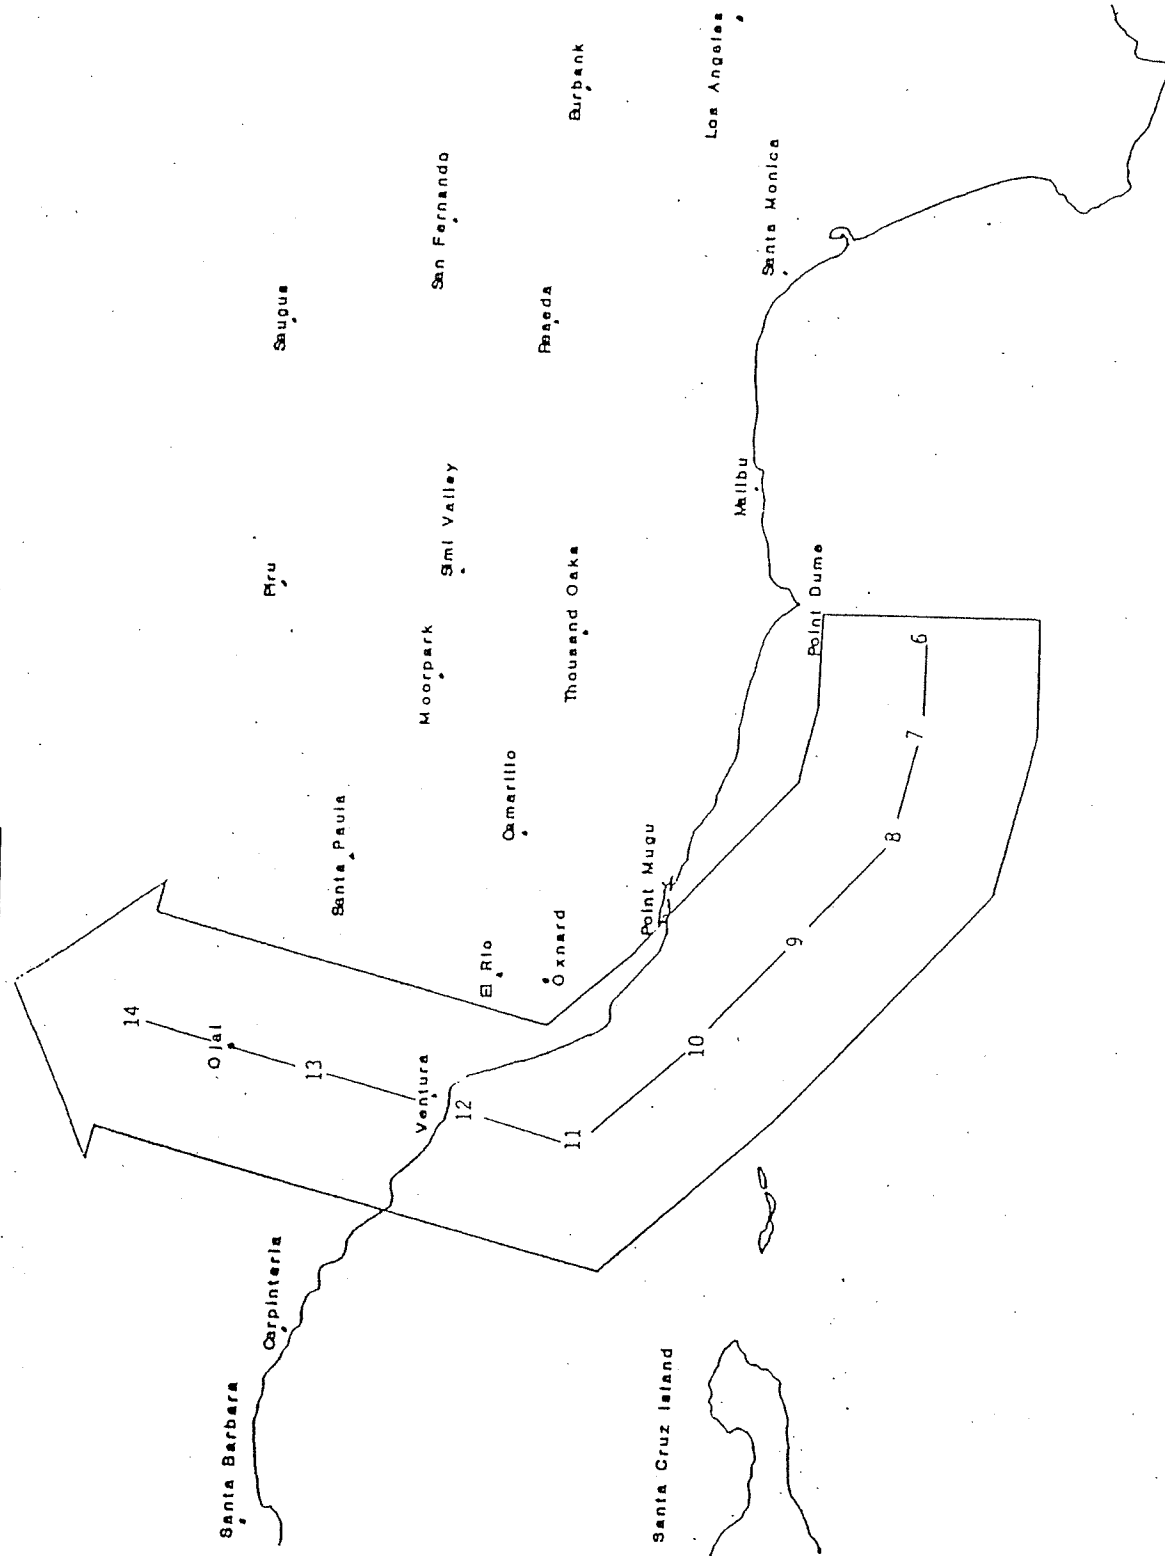 Santa Barbara
Carpinteria
Ventura
Ojai
14
13
12
11
10
9
8
7
6
Santa Paula
El Rio
Oxnard
Camarillo
Point Mugu
Moorpark
Simi Valley
Thousand Oaks
Piru
Saugus
San Fernando
Reseda
Burbank
Los Angeles
Santa Monica
Malibu
Point Dume
Santa Cruz Island